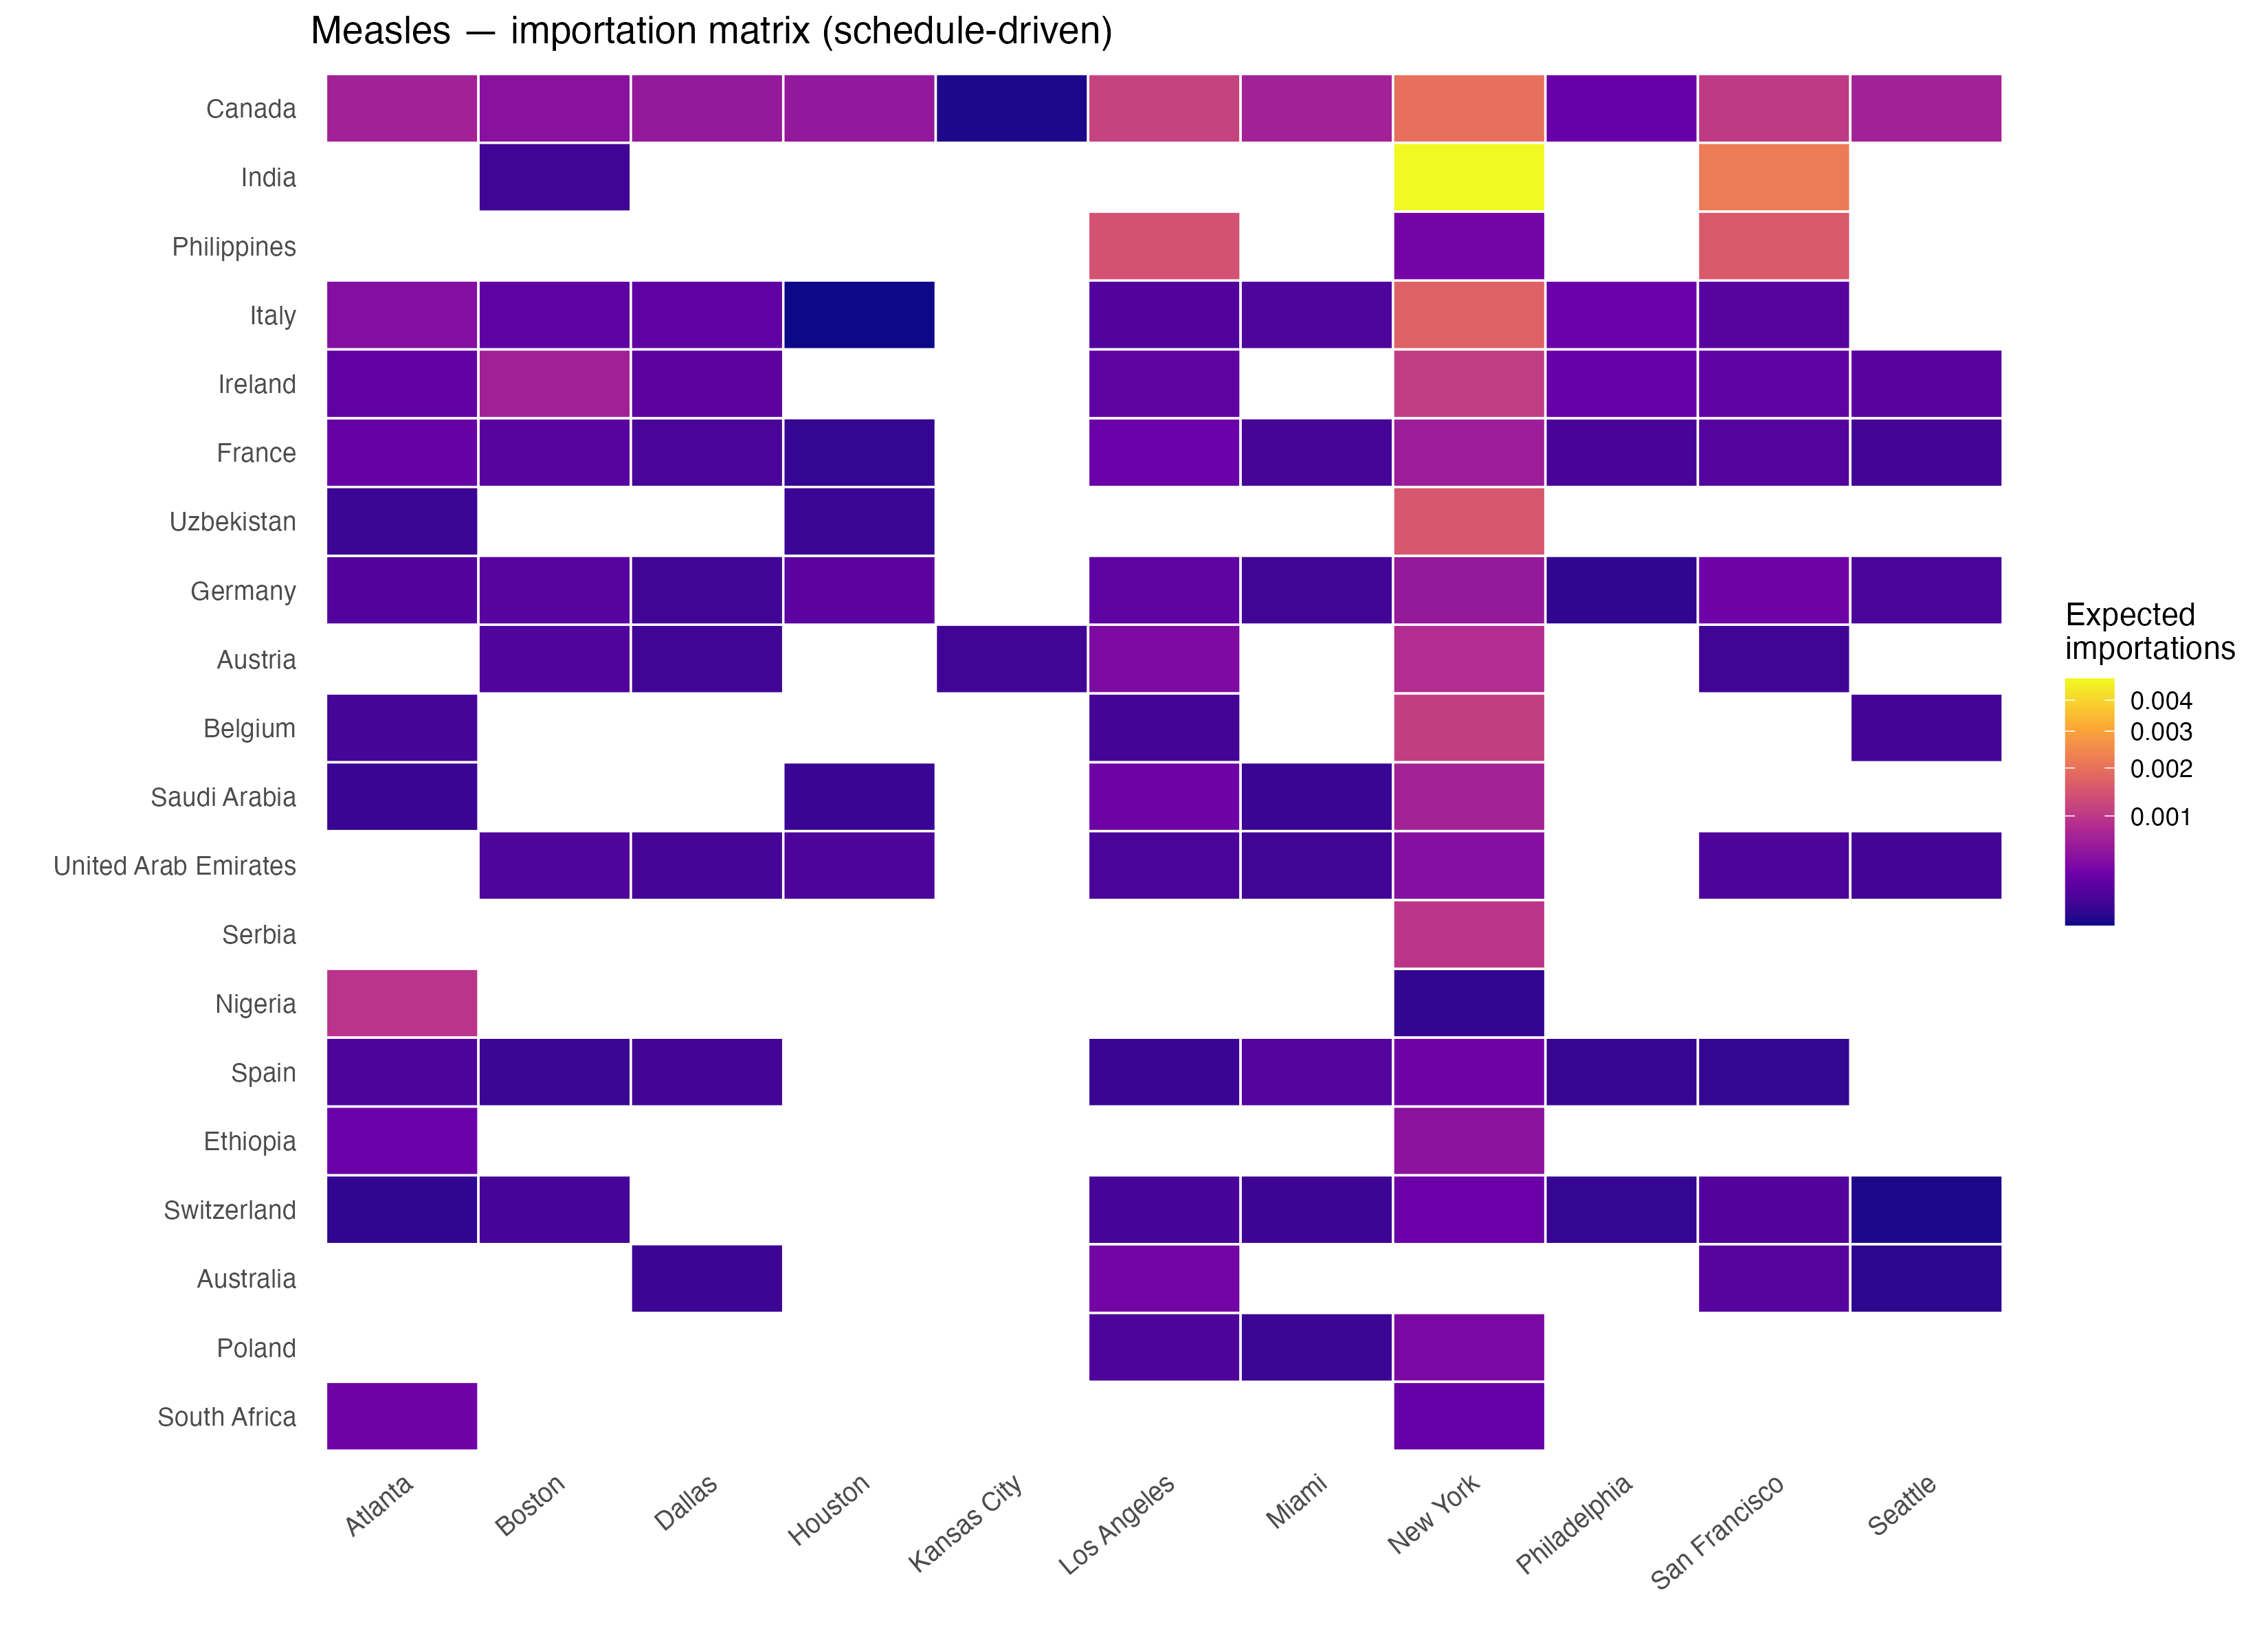 Measles — importation matrix (schedule-driven)
Canada
India
Philippines
Italy
Ireland
France
Uzbekistan
Germany
Austria
Belgium
Saudi Arabia
United Arab Emirates
Serbia
Nigeria
Spain
Ethiopia
Switzerland
Australia
Poland
South Africa
Atlanta
Boston
Dallas
Houston
Kansas City
Los Angeles
Miami
New York
Philadelphia
San Francisco
Seattle
Expected
importations
0.004
0.003
0.002
0.001